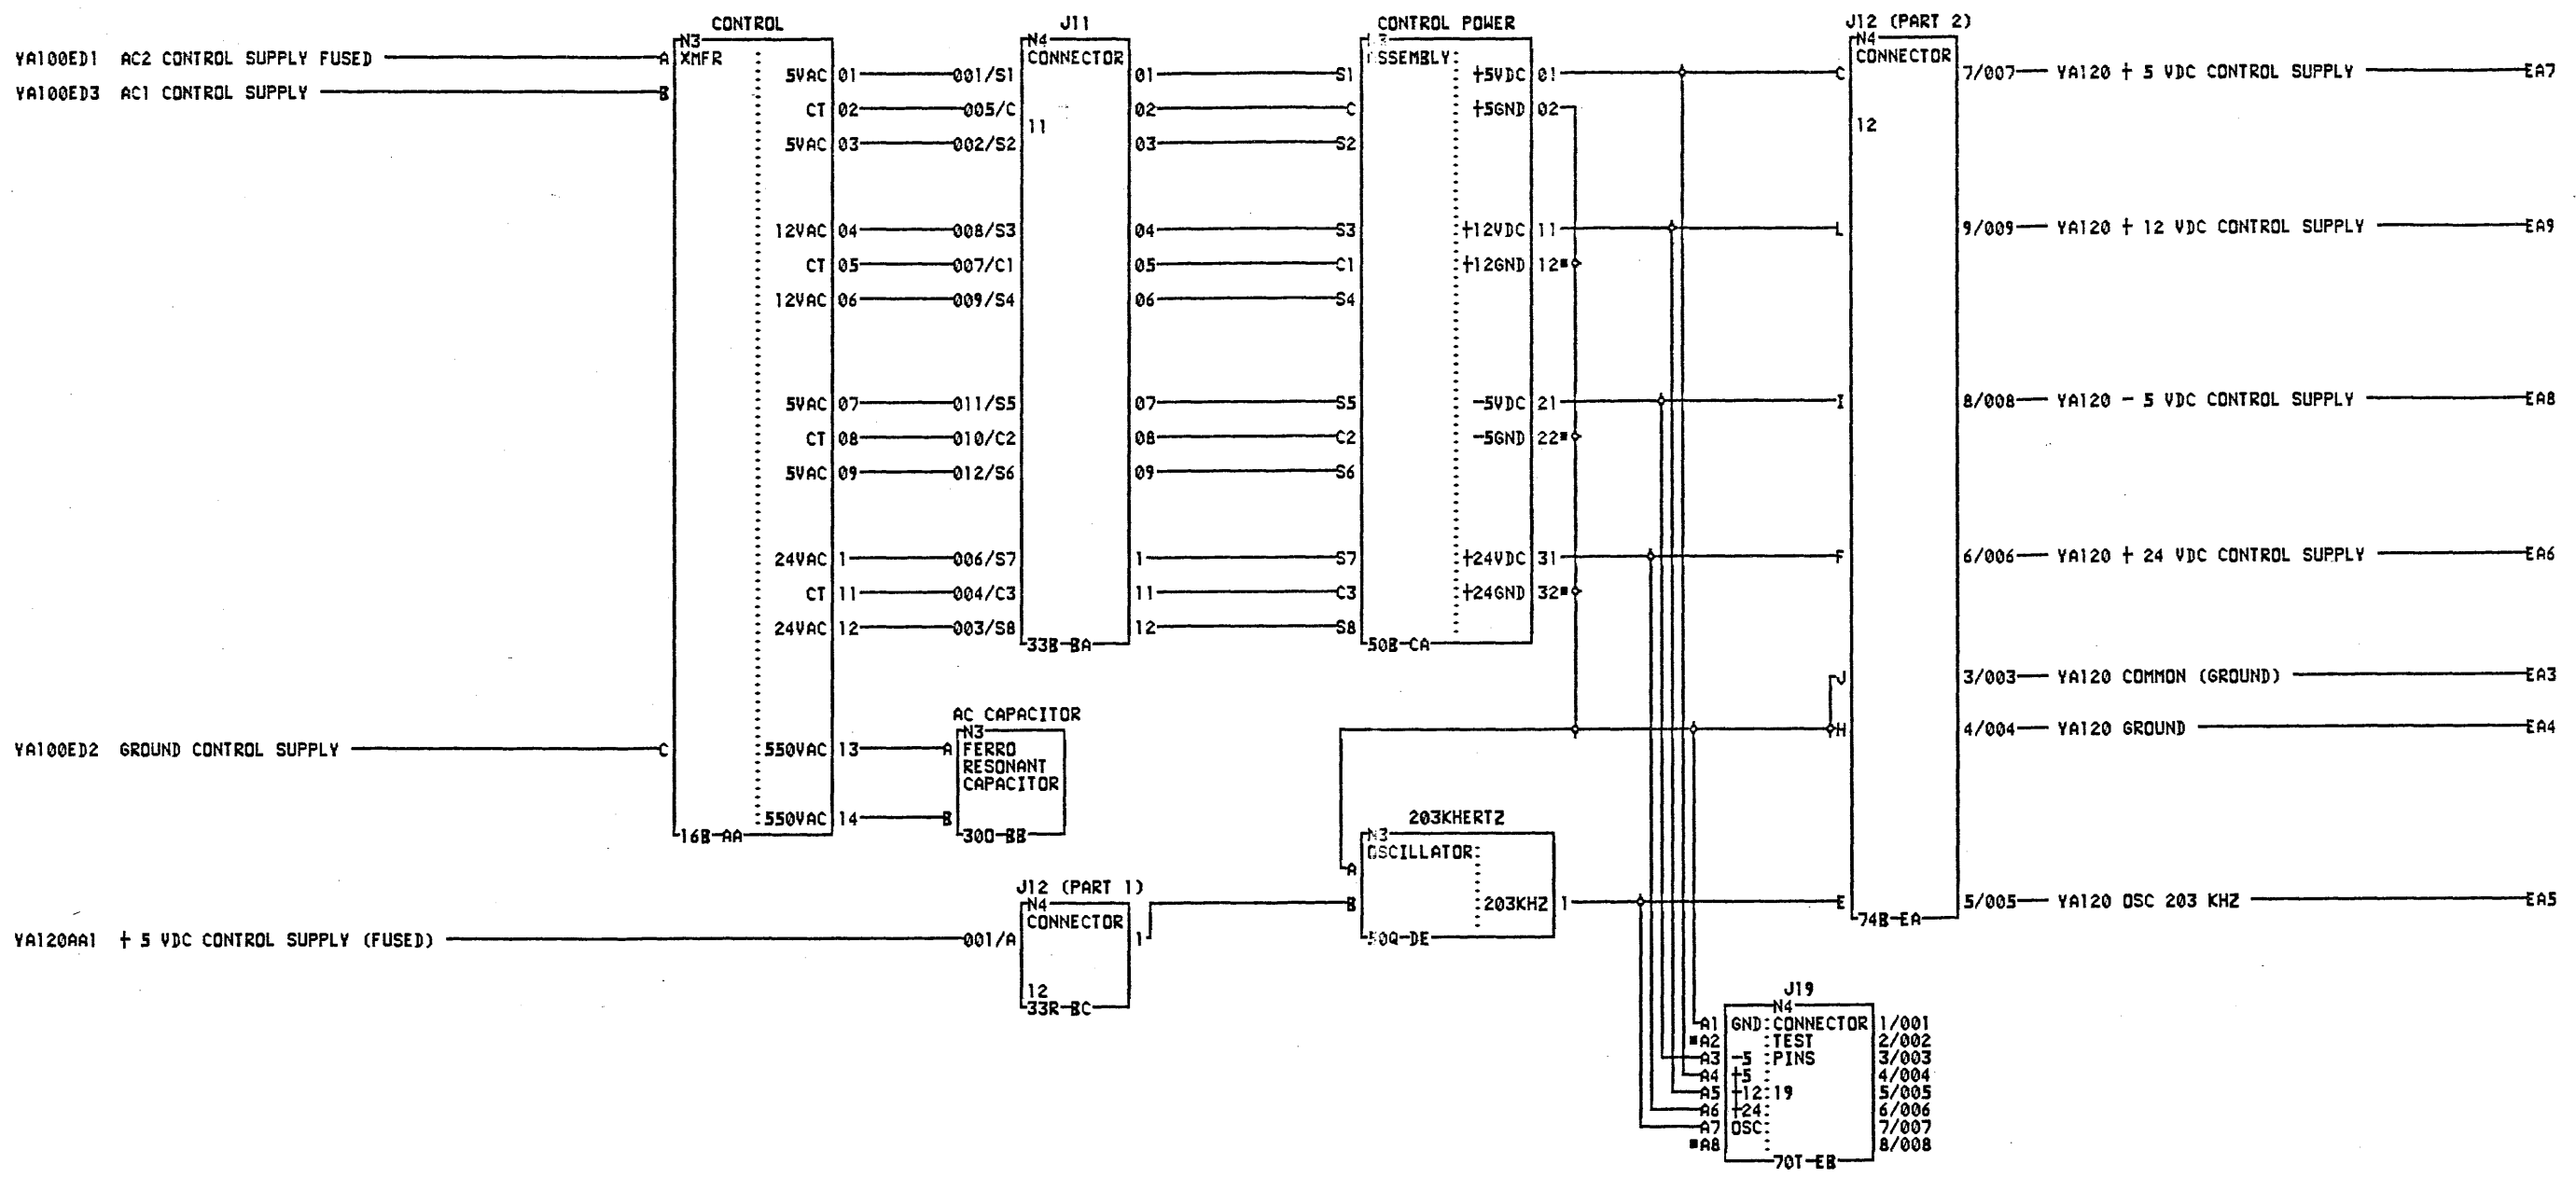 CONTROL
J11
CONTROL POWER
J12 (PART 2)
YA100ED1 AC2 CONTROL SUPPLY FUSED
A
N3
XMFR
YA100ED3 AC1 CONTROL SUPPLY
B
5VAC 01 001/S1
CT 02 005/C
5VAC 03 002/S2
12VAC 04 008/S3
CT 05 007/C1
12VAC 06 009/S4
5VAC 07 011/S5
CT 08 010/C2
5VAC 09 012/S6
24VAC 1 006/S7
CT 11 004/C3
24VAC 12 003/S8
YA100ED2 GROUND CONTROL SUPPLY
C
550VAC 13
550VAC 14
16B-AA
N4
CONNECTOR
11
01 S1
02 C
03 S2
04 S3
05 C1
06 S4
07 S5
08 C2
09 S6
1 S7
11 C3
12 S8
33B-BA
AC CAPACITOR
N3
A FERRO
RESONANT
CAPACITOR
B
300-BB
+5VDC 01
+5GND 02
+12VDC 11
+12GND 12
-5VDC 21
-5GND 22
+24VDC 31
+24GND 32
50B-CA
N4
CONNECTOR
12
C 7/007 YA120 + 5 VDC CONTROL SUPPLY EA7
L 9/009 YA120 + 12 VDC CONTROL SUPPLY EA9
I 8/008 YA120 - 5 VDC CONTROL SUPPLY EA8
F 6/006 YA120 + 24 VDC CONTROL SUPPLY EA6
J 3/003 YA120 COMMON (GROUND) EA3
H 4/004 YA120 GROUND EA4
E 5/005 YA120 OSC 203 KHZ EA5
74B-EA
203KHERTZ
N3
OSCILLATOR
A
B 203KHZ 1
50Q-DE
J12 (PART 1)
N4
CONNECTOR
YA120AA1 + 5 VDC CONTROL SUPPLY (FUSED) 001/A 1
12
33R-BC
J19
N4
A1 GND CONNECTOR 1/001
A2 TEST 2/002
A3 -5 PINS 3/003
A4 +5 4/004
A5 +12 19 5/005
A6 +24 6/006
A7 OSC 7/007
A8 8/008
70T-EB